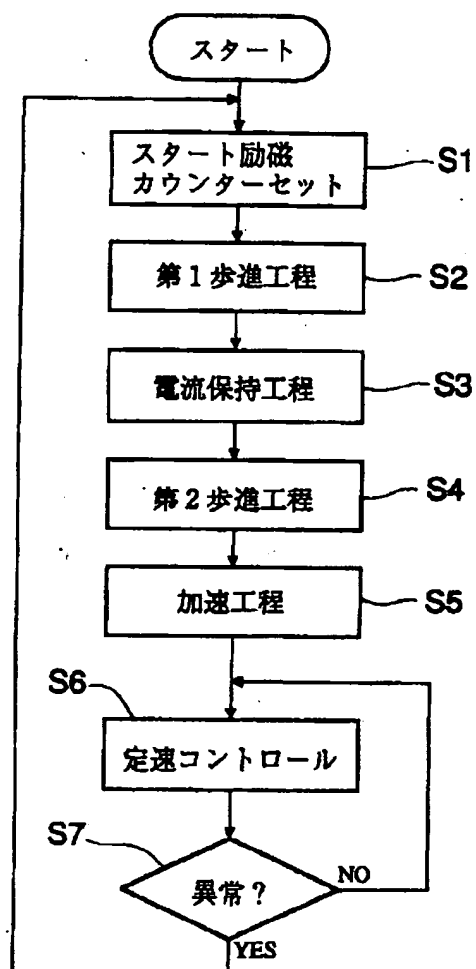 スタート
スタート励磁
カウンターセット
S1
第1歩進工程
S2
電流保持工程
S3
第2歩進工程
S4
加速工程
S5
S6
定速コントロール
S7
異常?
NO
YES